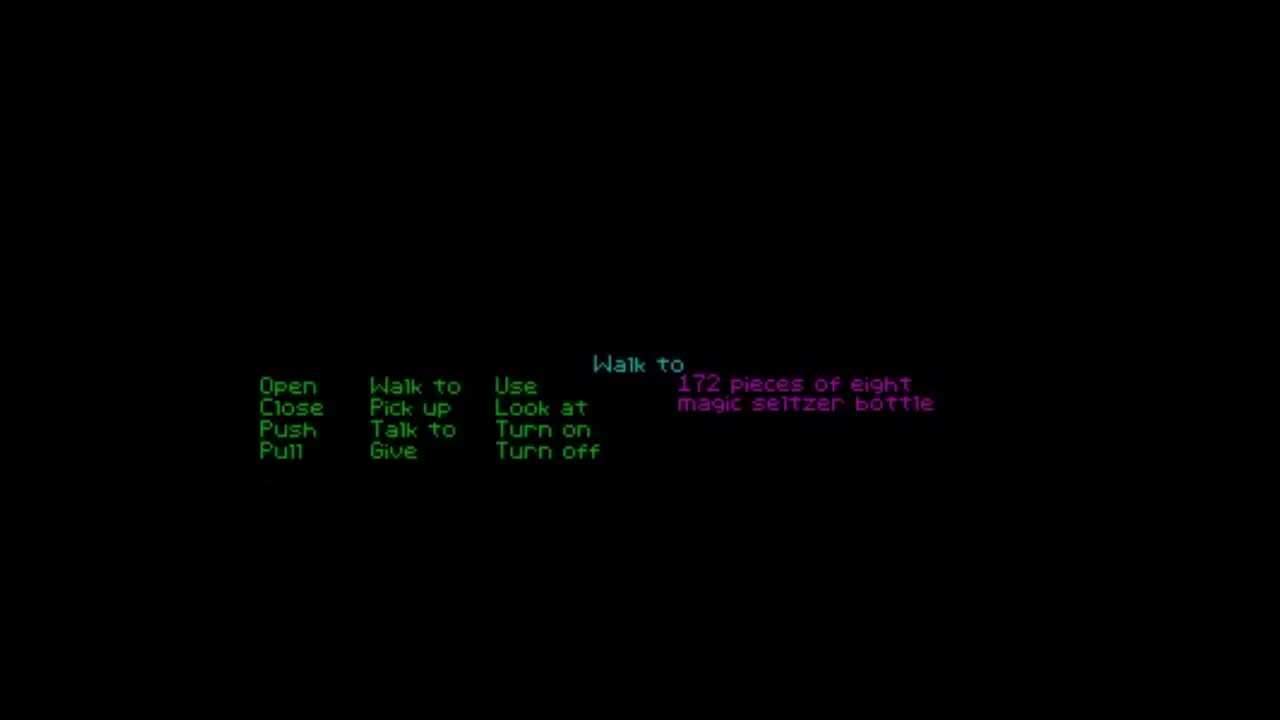 Walk to
Open Walk to Use 172 pieces of eight
Close Pick up Look at magic seltzer bottle
Push Talk to Turn on
Pull Give Turn off